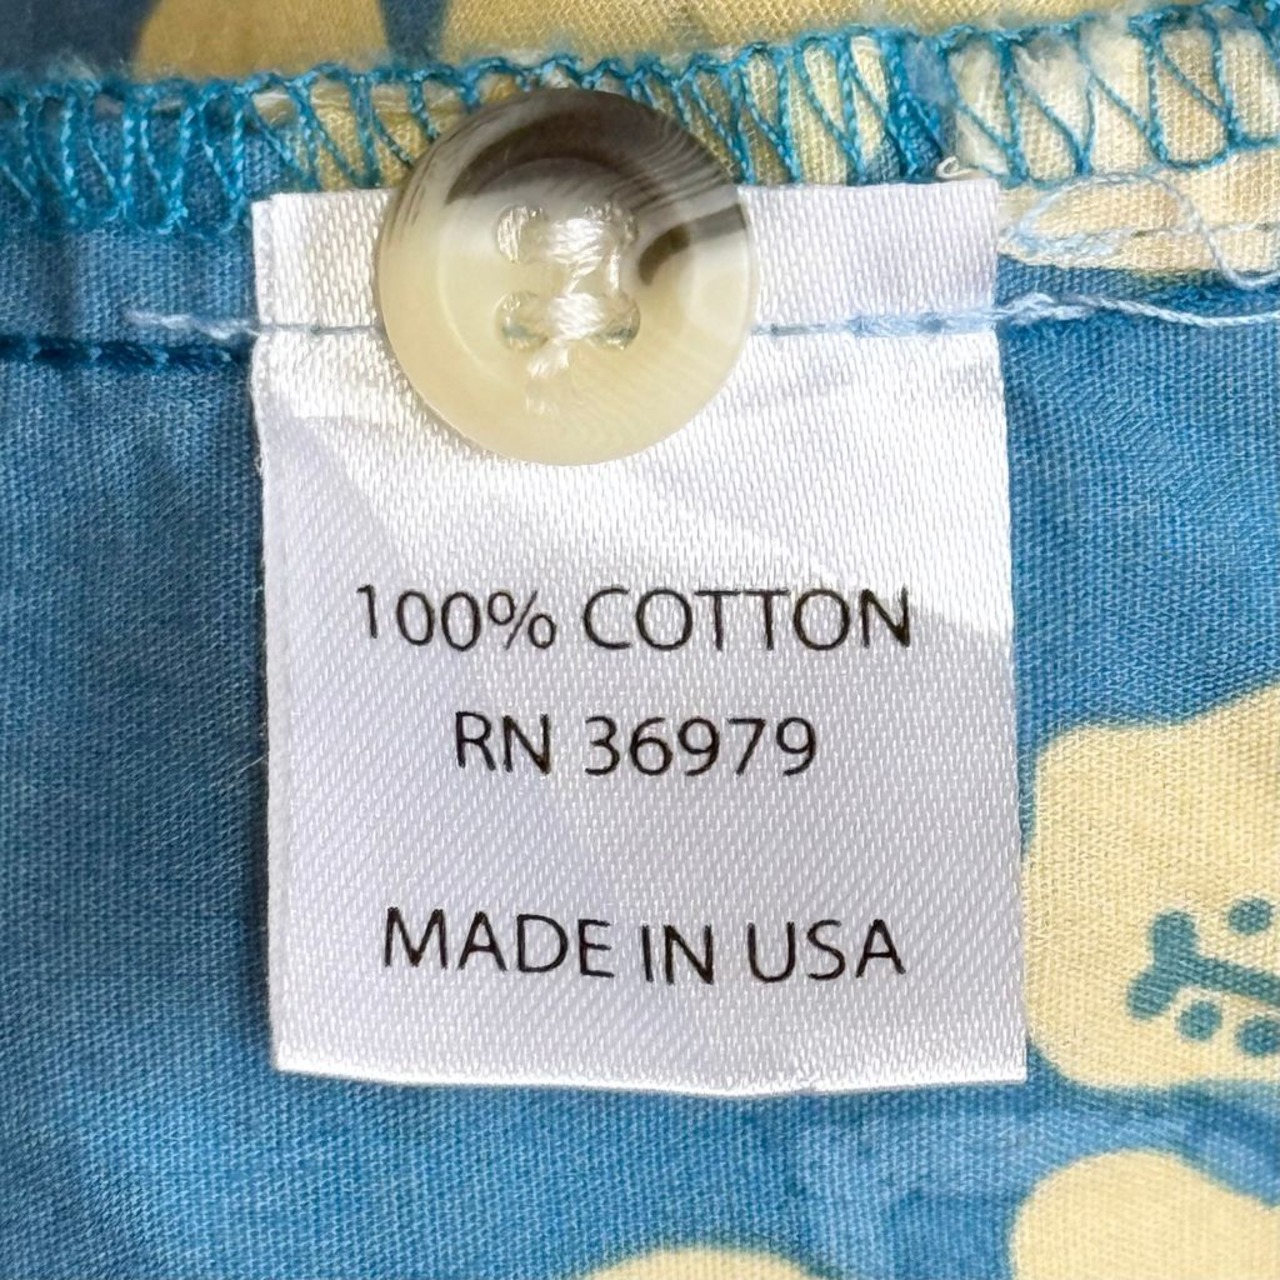 100% COTTON
RN 36979
MADE IN USA